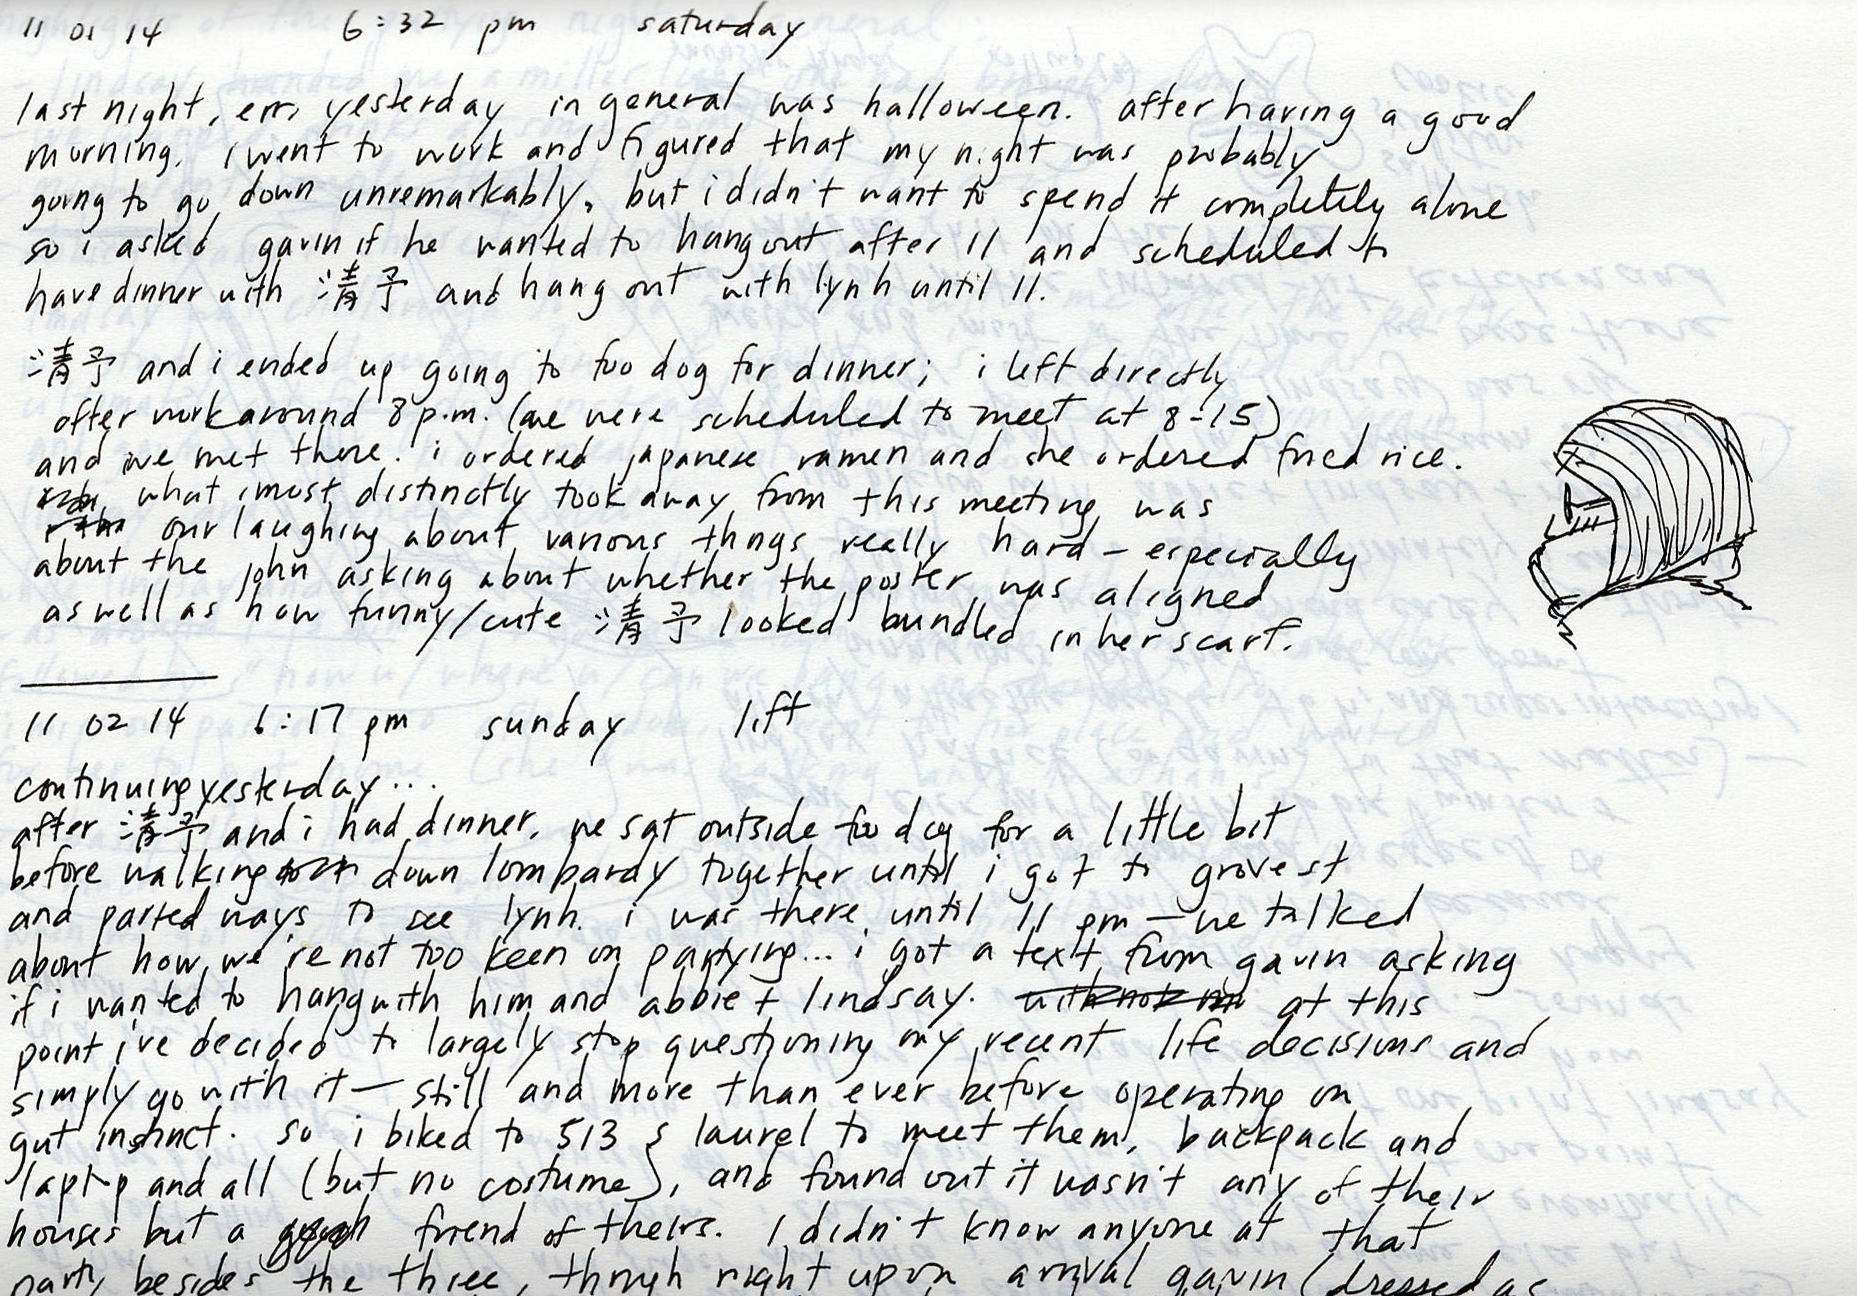 11 01 14 6:32 pm saturday
last night, err, yesterday in general was halloween. after having a good
morning, i went to work and figured that my night was probably
going to go down unremarkably, but i didn't want to spend it completely alone
so i asked gavin if he wanted to hang out after 11 and scheduled to
have dinner with 清予 and hang out with lynh until 11.
清予 and i ended up going to foo dog for dinner; i left directly
after work around 8 p.m. (we were scheduled to meet at 8-15)
and we met there. i ordered japanese ramen and she ordered fried rice.
what i most distinctly took away from this meeting was
our laughing about various things really hard – especially
about the john asking about whether the poster was aligned
as well as how funny/cute 清予 looked bundled in her scarf.
11 02 14 6:17 pm sunday lift
continuing yesterday...
after 清予 and i had dinner, we sat outside foo dog for a little bit
before walking down lombardy together until i got to grove st
and parted ways to see lynh. i was there until 11 pm — we talked
about how we're not too keen on partying... i got a text from gavin asking
if i wanted to hang with him and abbie + lindsay. at this
point i've decided to largely stop questioning my recent life decisions and
simply go with it — still and more than ever before operating on
gut instinct. so i biked to 513 s laurel to meet them, backpack and
laptop and all (but no costume), and found out it wasn't any of their
houses but a friend of theirs. I didn't know anyone at that
party besides the three, though right upon arrival gavin (dressed as